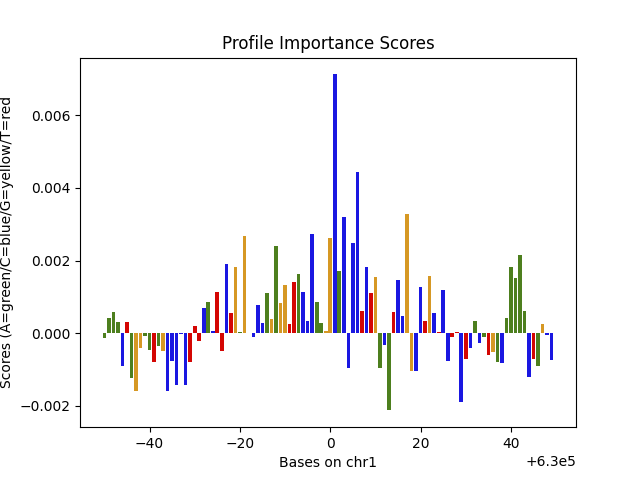 Profile Importance Scores
Scores (A=green/C=blue/G=yellow/T=red
0.006
0.004
0.002
0.000
−0.002
−40
−20
0
20
40
+6.3e5
Bases on chr1